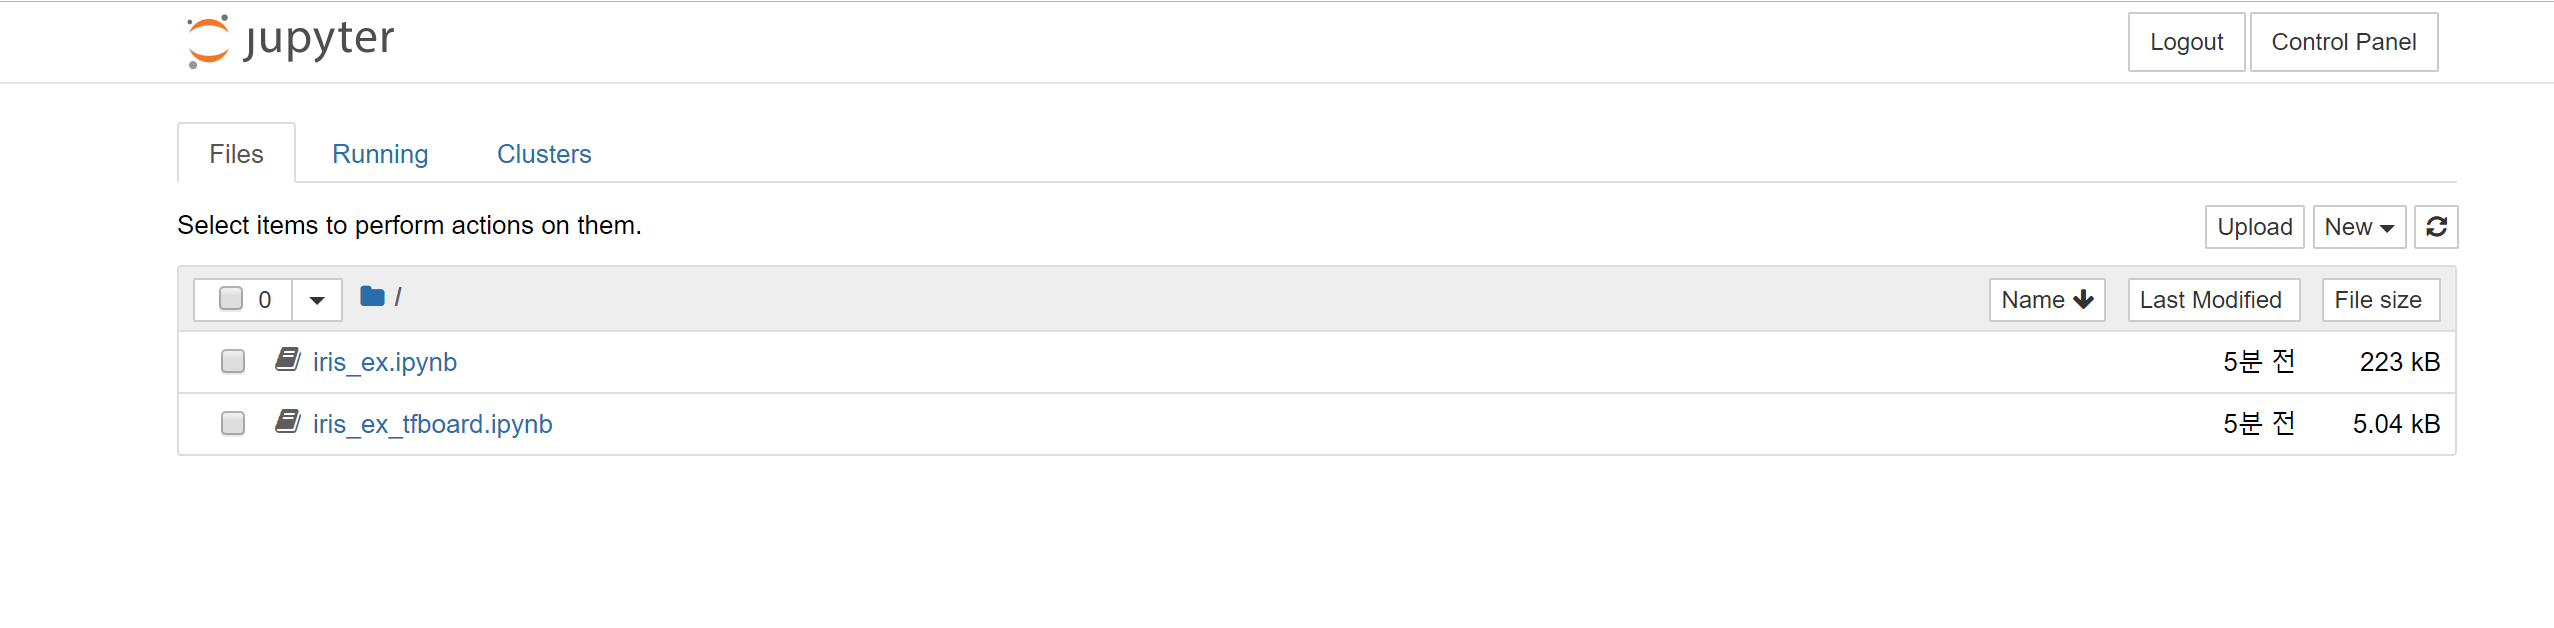 jupyter
Logout Control Panel
Files Running Clusters
Select items to perform actions on them.
Upload New
0 / Name Last Modified File size
iris_ex.ipynb 5분 전 223 kB
iris_ex_tfboard.ipynb 5분 전 5.04 kB